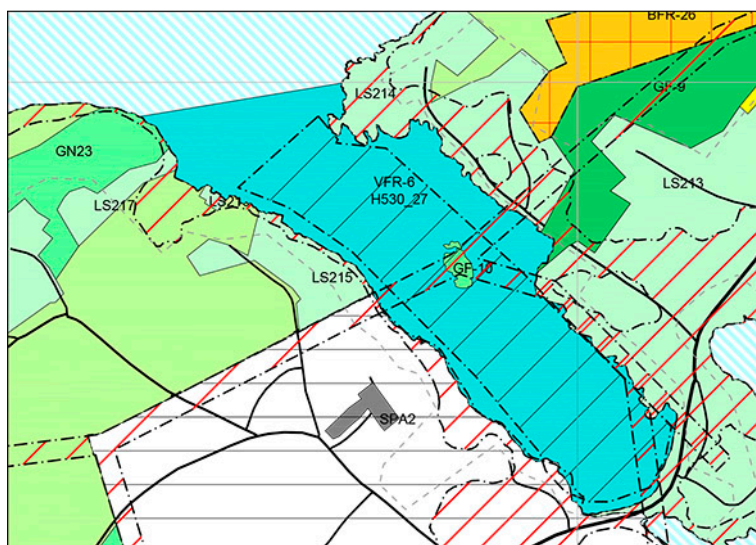 BFR-26
LS214
GF-9
GN23
VFR-6
H530_27
LS213
LS217
LS21
GF-10
LS215
SPA2